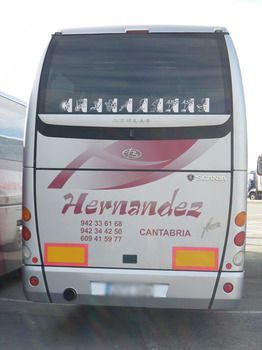 SCANIA
Hernandez
942 33 61 68
942 34 42 50
609 41 59 77
CANTABRIA